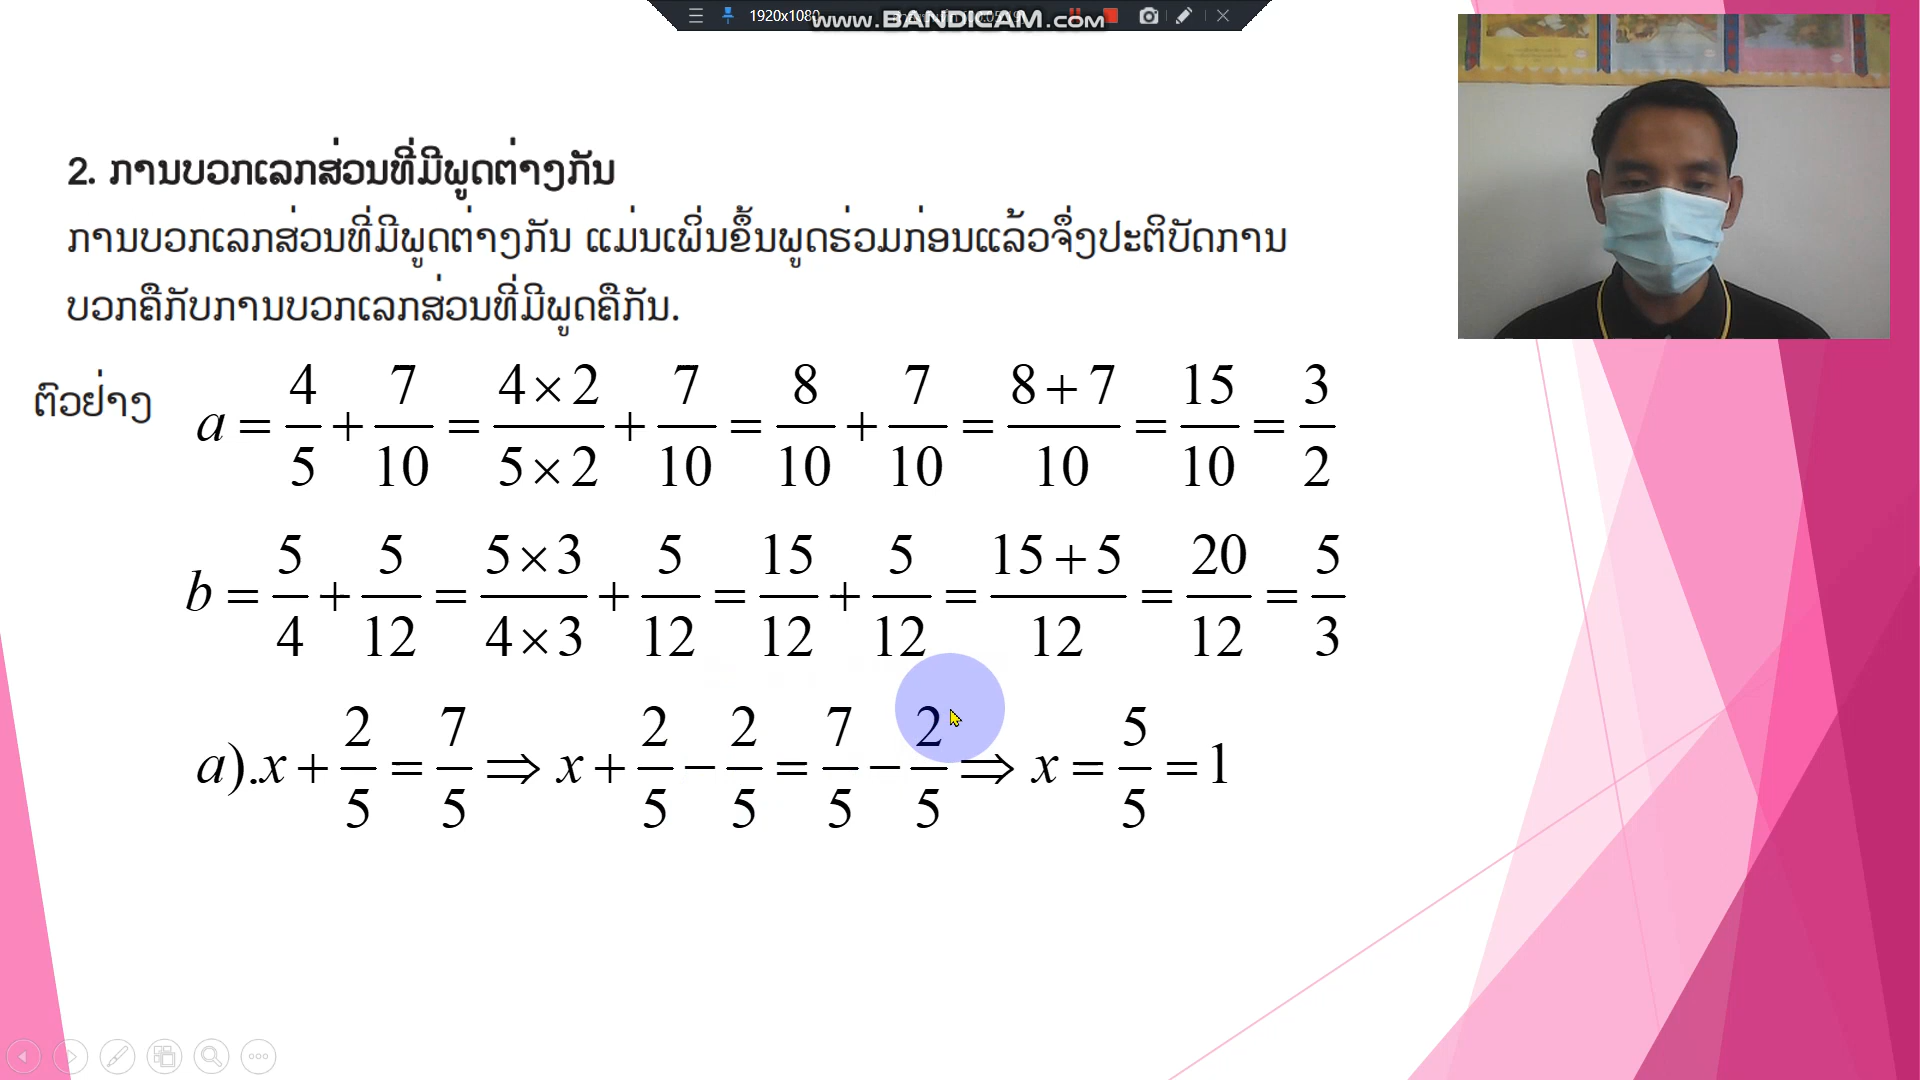 1920x1080
www.BANDICAM.com
2. ການບວກເລກສ່ວນທີ່ມີພູດຕ່າງກັນ
ການບວກເລກສ່ວນທີ່ມີພູດຕ່າງກັນ ແມ່ນເພິ່ນຂຶ້ນພູດຮ່ວມກ່ອນແລ້ວຈຶ່ງປະຕິບັດການ
ບວກຄືກັບການບວກເລກສ່ວນທີ່ມີພູດຄືກັນ.
ຕົວຢ່າງ a = 4/5 + 7/10 = (4×2)/(5×2) + 7/10 = 8/10 + 7/10 = (8+7)/10 = 15/10 = 3/2
b = 5/4 + 5/12 = (5×3)/(4×3) + 5/12 = 15/12 + 5/12 = (15+5)/12 = 20/12 = 5/3
a).x + 2/5 = 7/5 ⇒ x + 2/5 − 2/5 = 7/5 − 2/5 ⇒ x = 5/5 = 1